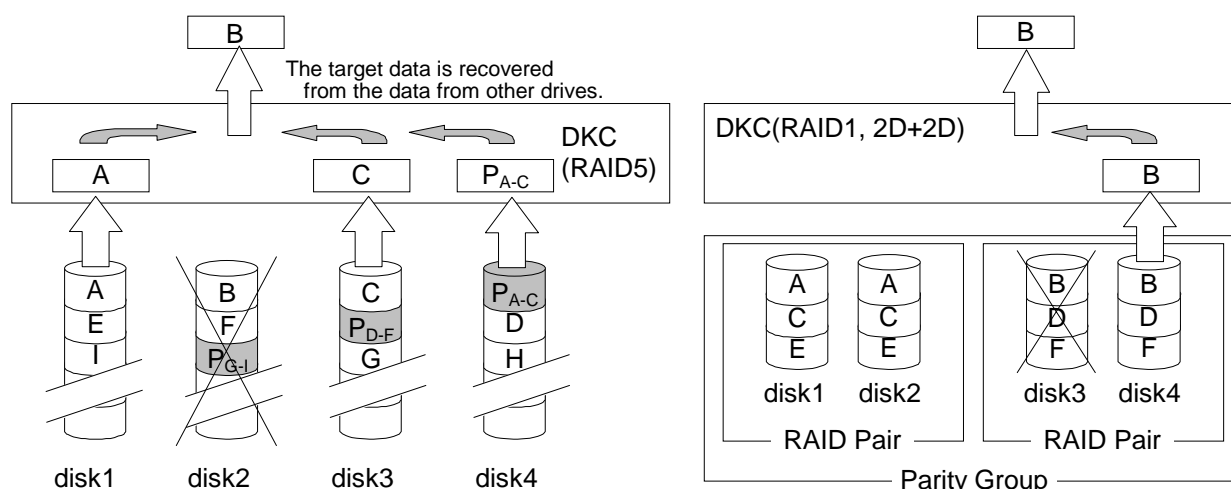 B
The target data is recovered
from the data from other drives.
DKC
(RAID5)
A
C
P A-C
A
E
I
B
F
P G-I
C
P D-F
G
P A-C
D
H
disk1
disk2
disk3
disk4
B
DKC(RAID1, 2D+2D)
B
A
C
E
A
C
E
B
D
F
B
D
F
disk1
disk2
disk3
disk4
RAID Pair
RAID Pair
Parity Group